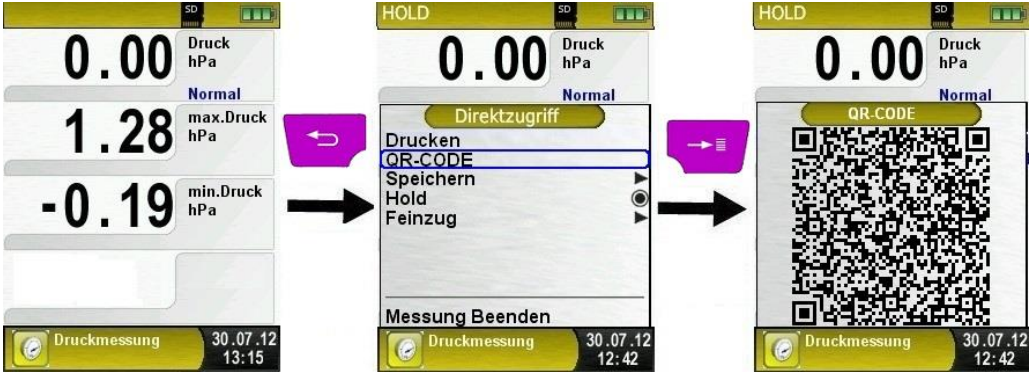 SD
0.00 Druck hPa
Normal
1.28 max.Druck hPa
-0.19 min.Druck hPa
Druckmessung 30.07.12 13:15
HOLD SD
0.00 Druck hPa
Normal
Direktzugriff
Drucken
QR-CODE
Speichern
Hold
Feinzug
Messung Beenden
Druckmessung 30.07.12 12:42
HOLD SD
0.00 Druck hPa
Normal
QR-CODE
Druckmessung 30.07.12 12:42